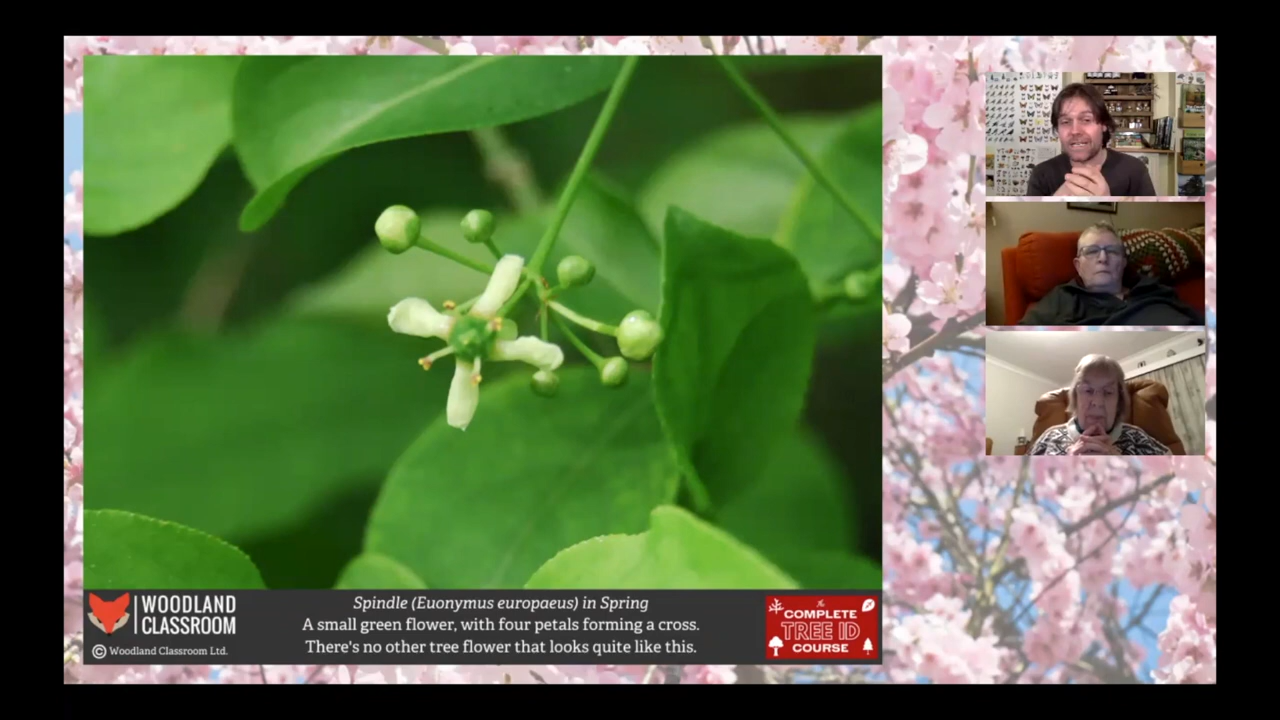 WOODLAND
CLASSROOM
© Woodland Classroom Ltd.
Spindle (Euonymus europaeus) in Spring
A small green flower, with four petals forming a cross.
There's no other tree flower that looks quite like this.
The
COMPLETE
TREE ID
COURSE